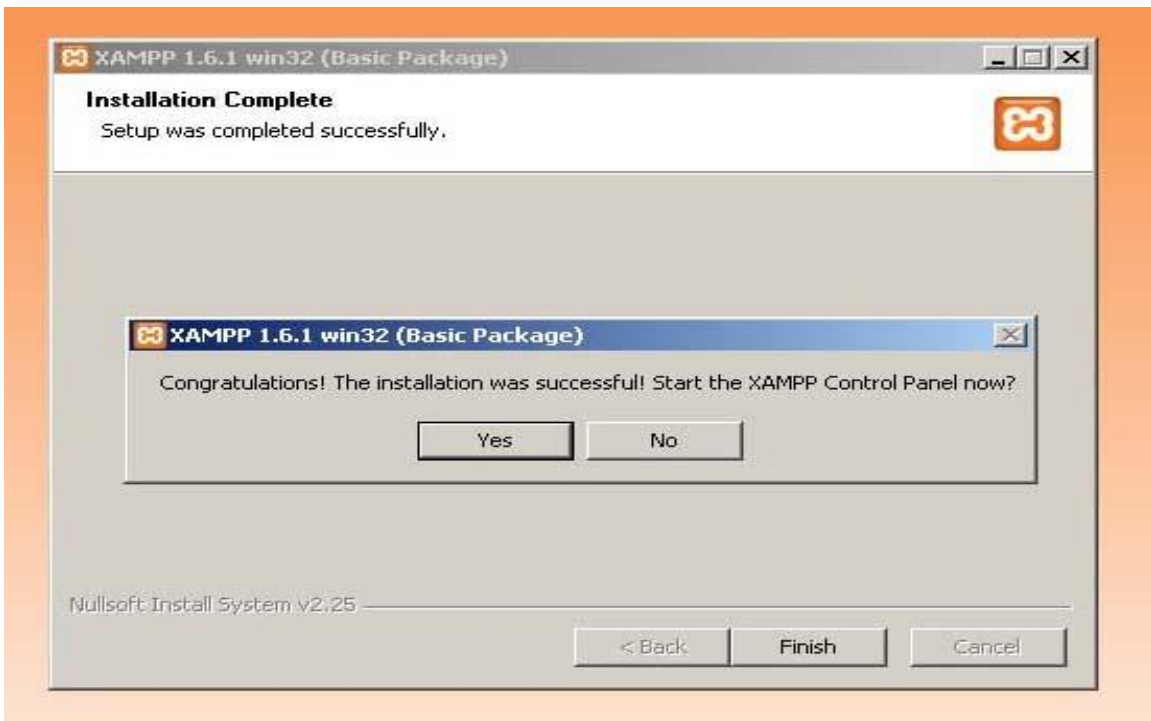 XAMPP 1.6.1 win32 (Basic Package)
Installation Complete
Setup was completed successfully.
XAMPP 1.6.1 win32 (Basic Package)
Congratulations! The installation was successful! Start the XAMPP Control Panel now?
Yes No
Nullsoft Install System v2.25
< Back Finish Cancel